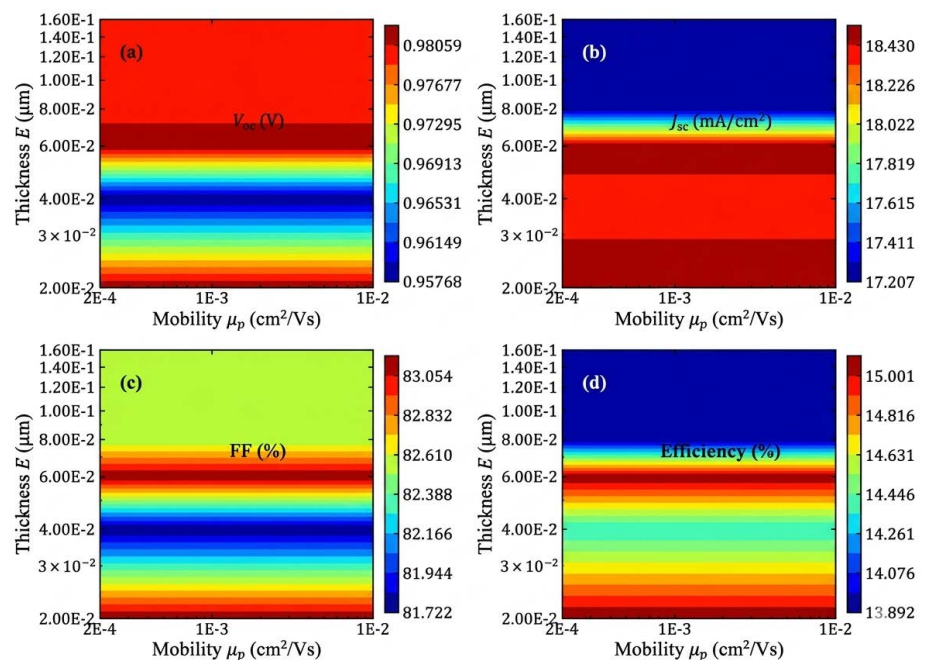 1.60E-1
1.40E-1
1.20E-1
1.00E-1
8.00E-2
6.00E-2
4.00E-2
3 × 10⁻²
2.00E-2
Thickness E (μm)
(a)
Voc (V)
2E-4 1E-3 1E-2
Mobility μp (cm²/Vs)
0.98059
0.97677
0.97295
0.96913
0.96531
0.96149
0.95768
1.60E-1
1.40E-1
1.20E-1
1.00E-1
8.00E-2
6.00E-2
4.00E-2
3 × 10⁻²
2.00E-2
Thickness E (μm)
(b)
Jsc (mA/cm²)
2E-4 1E-3 1E-2
Mobility μp (cm²/Vs)
18.430
18.226
18.022
17.819
17.615
17.411
17.207
1.60E-1
1.40E-1
1.20E-1
1.00E-1
8.00E-2
6.00E-2
4.00E-2
3 × 10⁻²
2.00E-2
Thickness E (μm)
(c)
FF (%)
2E-4 1E-3 1E-2
Mobility μp (cm²/Vs)
83.054
82.832
82.610
82.388
82.166
81.944
81.722
1.60E-1
1.40E-1
1.20E-1
1.00E-1
8.00E-2
6.00E-2
4.00E-2
3 × 10⁻²
2.00E-2
Thickness E (μm)
(d)
Efficiency (%)
2E-4 1E-3 1E-2
Mobility μp (cm²/Vs)
15.001
14.816
14.631
14.446
14.261
14.076
13.892